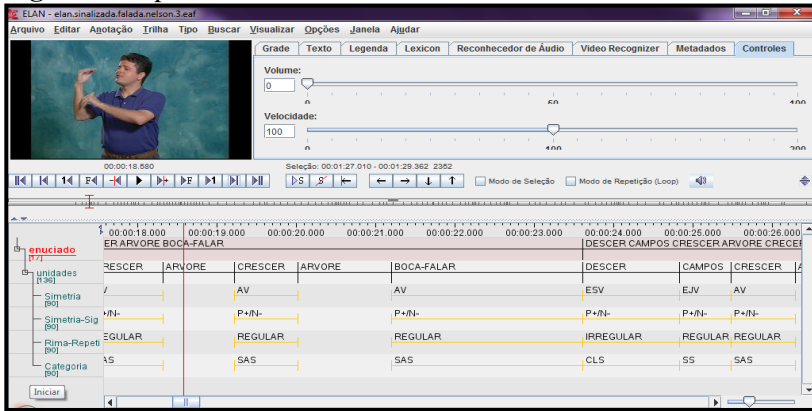 ELAN - elan.sinalizada.falada.nelson.3.eaf
Arquivo Editar Anotação Trilha Tipo Buscar Visualizar Opções Janela Ajudar
Grade Texto Legenda Lexicon Reconhecedor de Áudio Video Recognizer Metadados Controles
Volume:
0
0 50 100
Velocidade:
100
0 100 200
00:00:18.580 Seleção: 00:01:27.010 - 00:01:29.362 2352
1 F F 1 S S Modo de Seleção Modo de Repetição (Loop)
00:00:18.000 00:00:19.000 00:00:20.000 00:00:21.000 00:00:22.000 00:00:23.000 00:00:24.000 00:00:25.000 00:00:26.000
enuciado ER ARVORE BOCA-FALAR DESCER CAMPOS CRESCER ARVORE CRECE
[17]
unidades RESCER ARVORE CRESCER ARVORE BOCA-FALAR DESCER CAMPOS CRESCER
[136]
Simetria AV AV ESV EJV AV
[90]
Simetria-Sig +/N- P+/N- P+/N- P+/N- P+/N- P+/N-
[90]
Rima-Repeti EGULAR REGULAR REGULAR IRREGULAR REGULAR REGULAR
[90]
Categoria AS SAS SAS CLS SS SAS
[90]
Iniciar